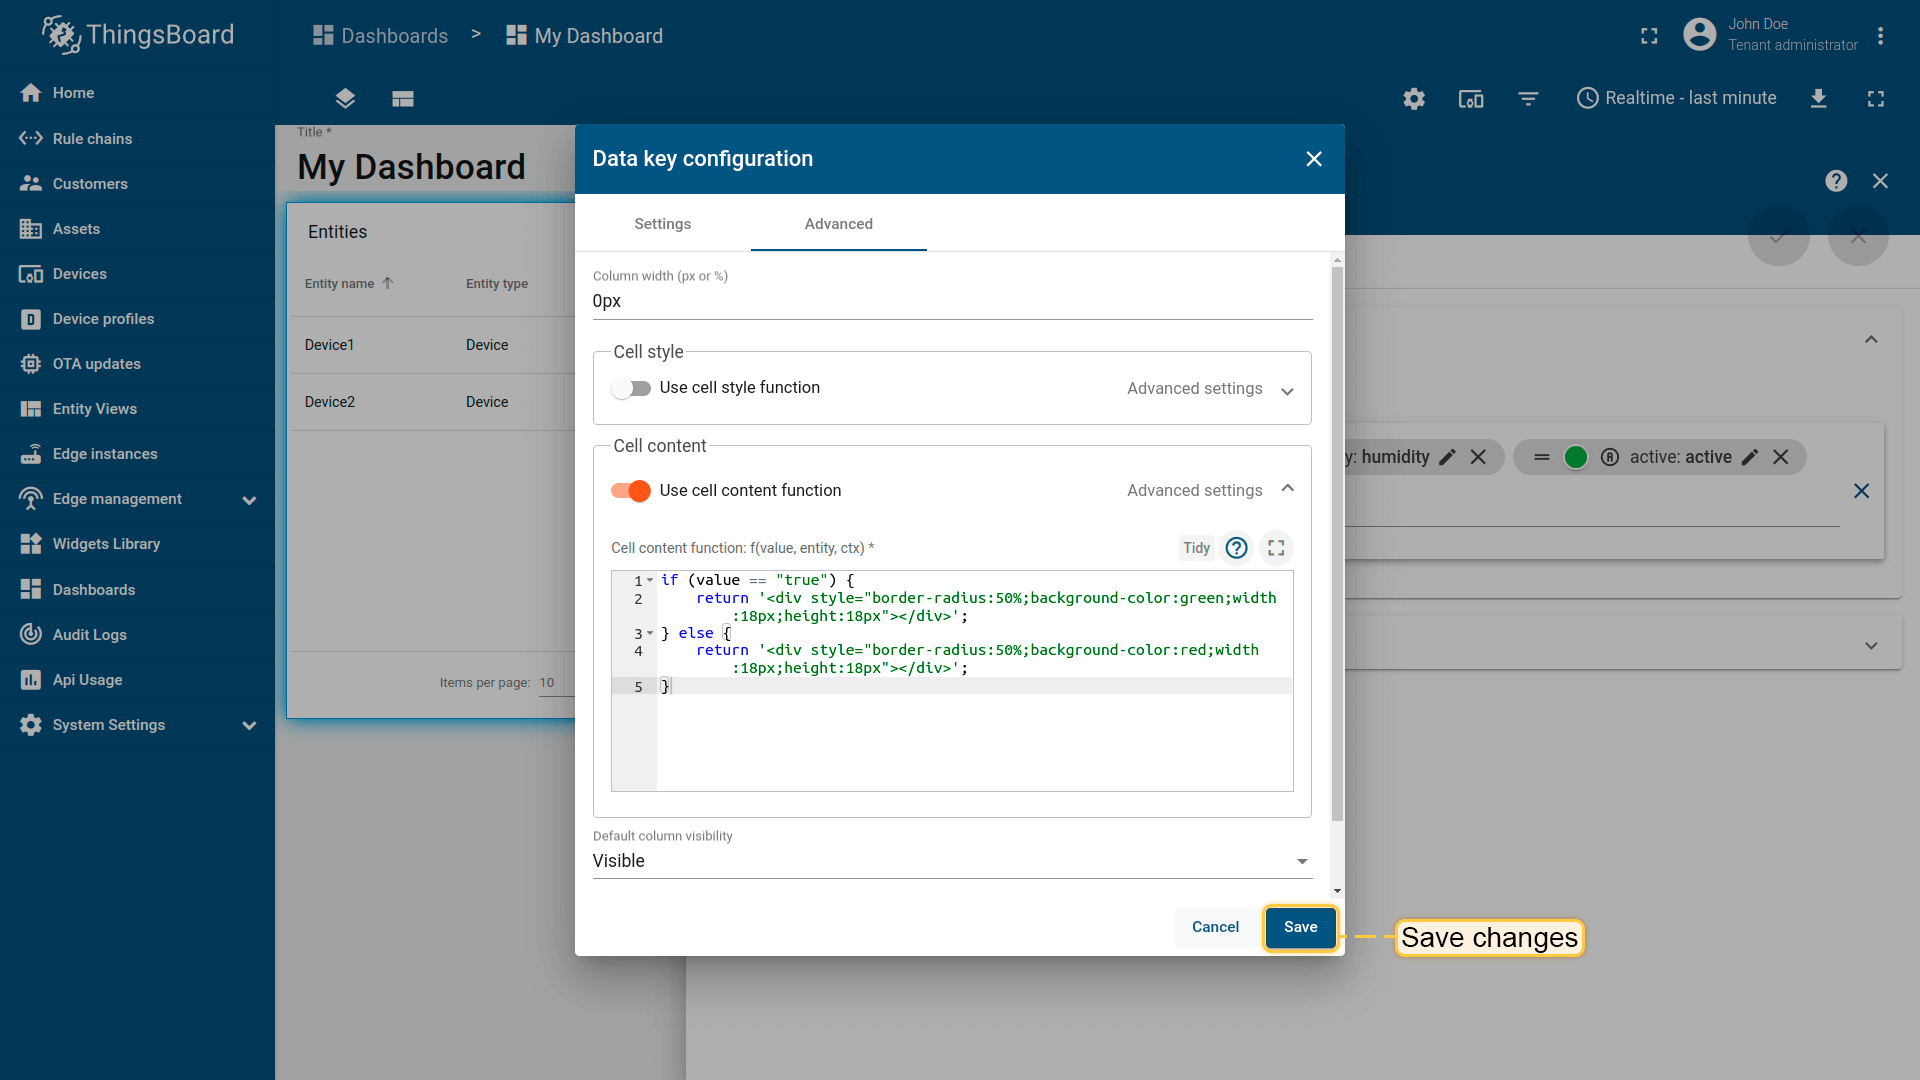 ThingsBoard
Dashboards > My Dashboard
John Doe
Tenant administrator
Home
Realtime - last minute
Title *
My Dashboard
Rule chains
Customers
Assets
Devices
Device profiles
OTA updates
Entity Views
Edge instances
Edge management
Widgets Library
Dashboards
Audit Logs
Api Usage
System Settings
Entities
Entity name Entity type
Device1 Device
Device2 Device
Items per page: 10
Data key configuration
Settings Advanced
Column width (px or %)
0px
Cell style
Use cell style function Advanced settings
Cell content
Use cell content function Advanced settings
Cell content function: f(value, entity, ctx) * Tidy
1 if (value == "true") {
2 return '<div style="border-radius:50%;background-color:green;width
:18px;height:18px"></div>';
3 } else {
4 return '<div style="border-radius:50%;background-color:red;width
:18px;height:18px"></div>';
5 }
Default column visibility
Visible
Cancel Save
y: humidity active: active
Save changes